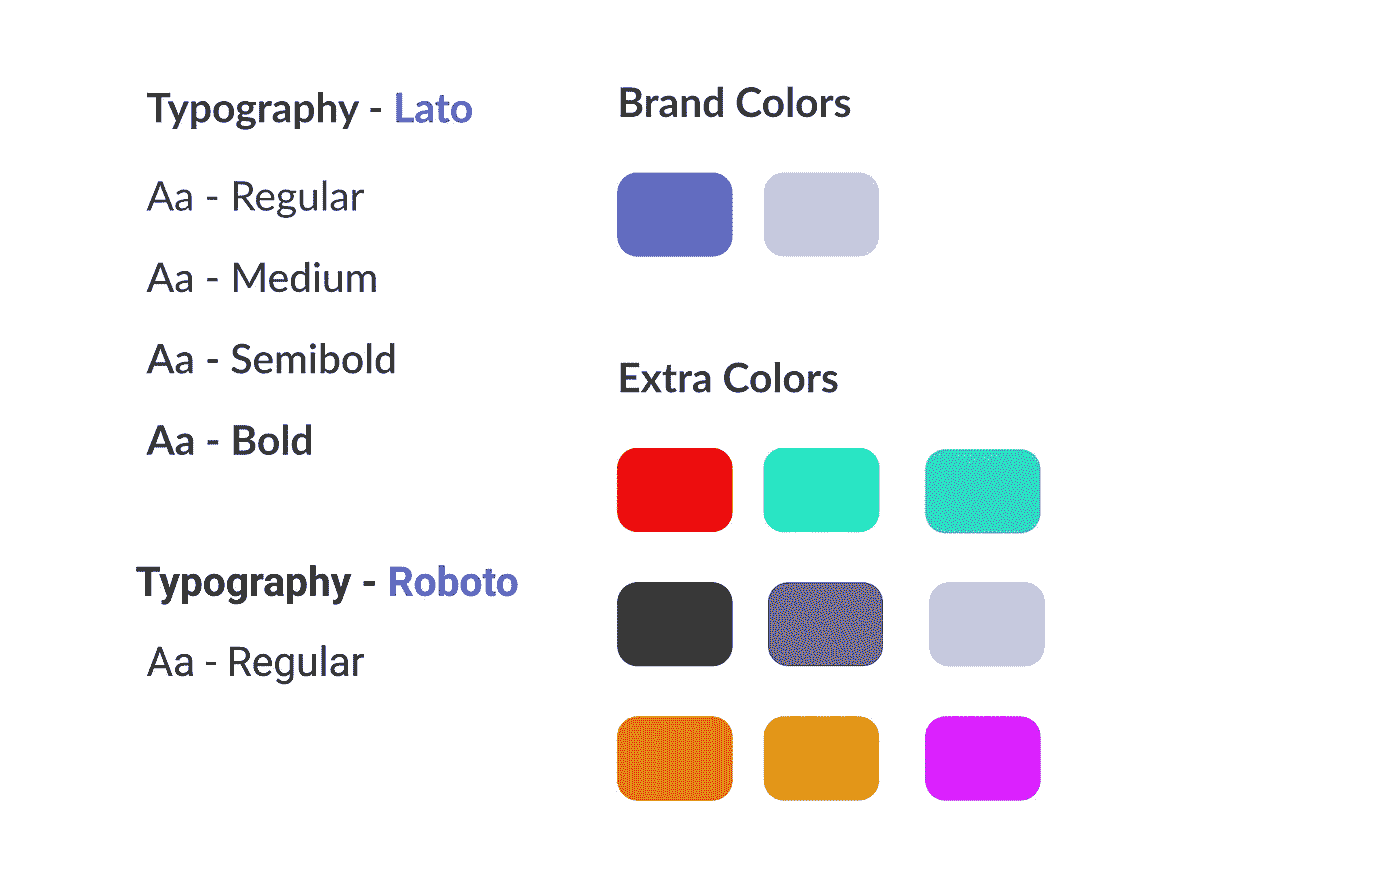 Typography - Lato
Aa - Regular
Aa - Medium
Aa - Semibold
Aa - Bold
Typography - Roboto
Aa - Regular
Brand Colors
Extra Colors